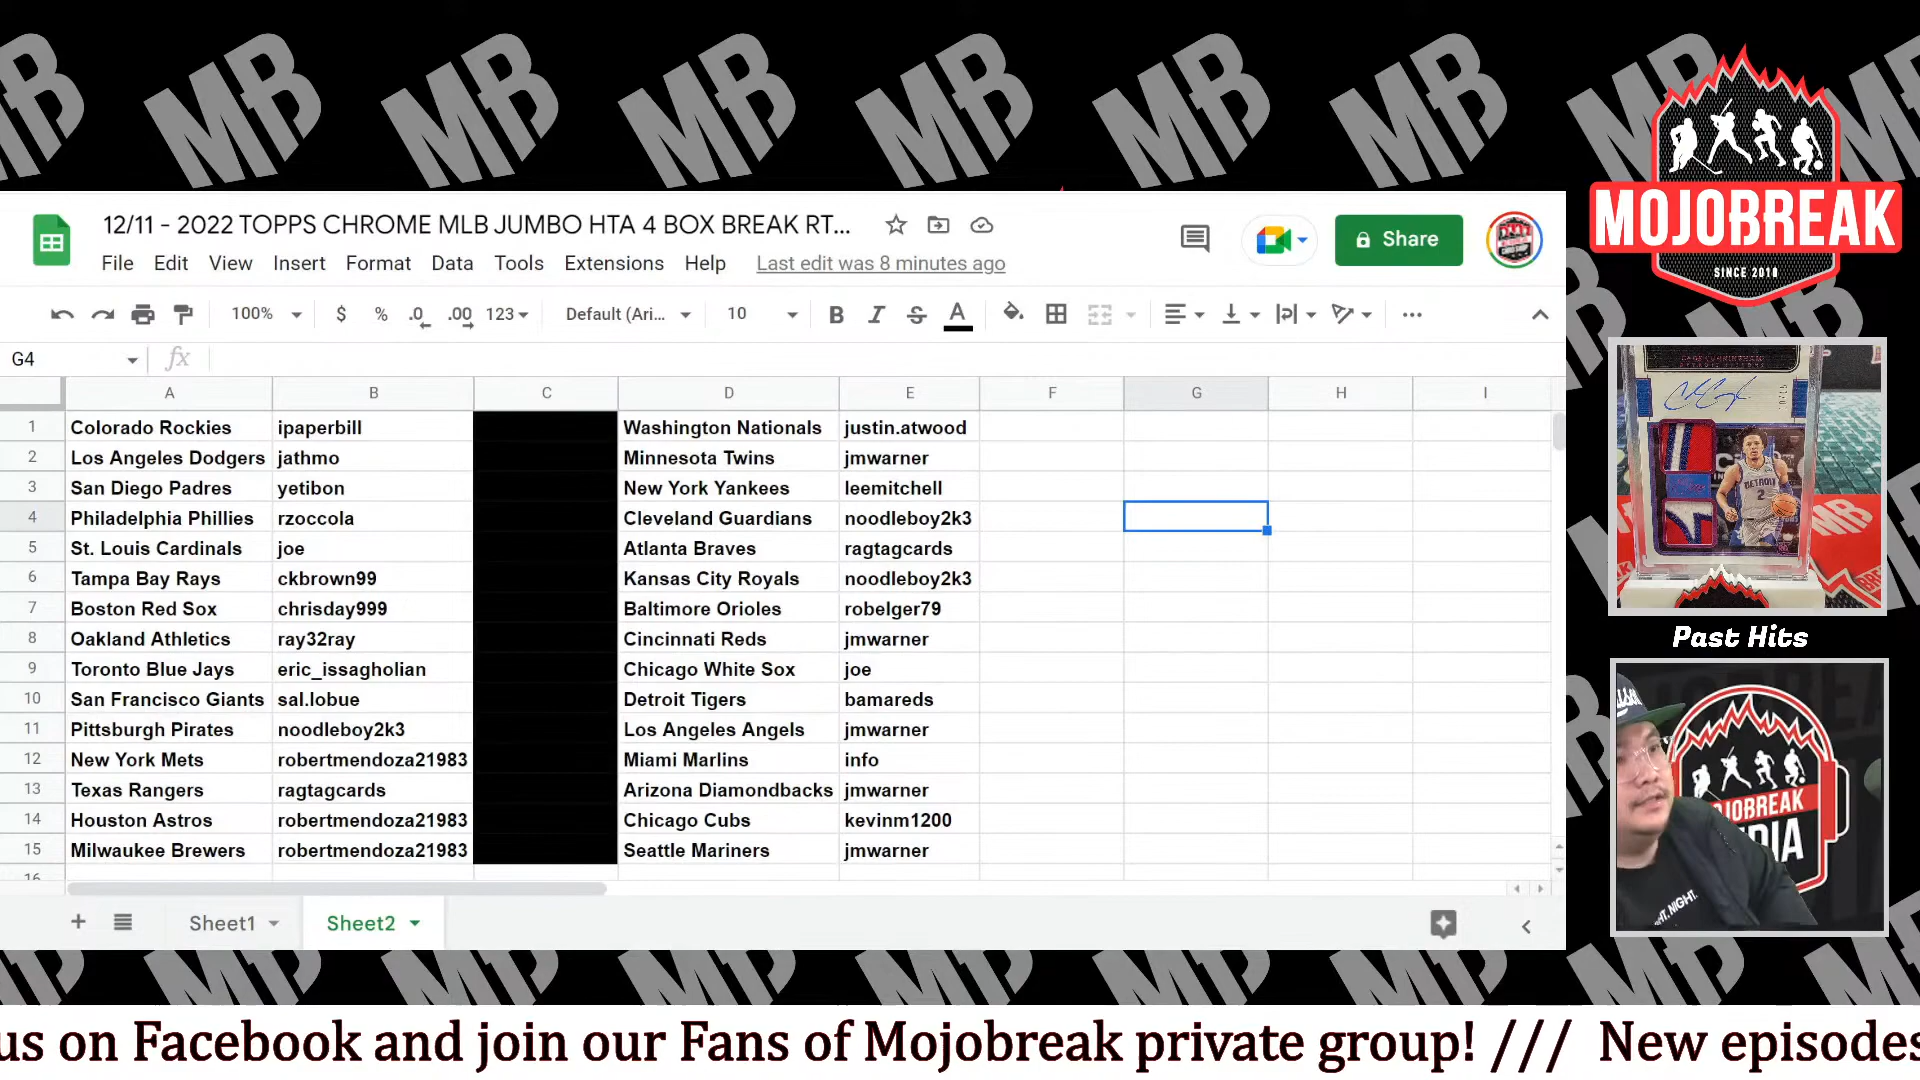 12/11 - 2022 TOPPS CHROME MLB JUMBO HTA 4 BOX BREAK RT...
File Edit View Insert Format Data Tools Extensions Help Last edit was 8 minutes ago
Share
100% $ % .0 .00 123 Default (Ari... 10 B I S A
G4 fx
A B C D E F G H I
1 Colorado Rockies ipaperbill Washington Nationals justin.atwood
2 Los Angeles Dodgers jathmo Minnesota Twins jmwarner
3 San Diego Padres yetibon New York Yankees leemitchell
4 Philadelphia Phillies rzoccola Cleveland Guardians noodleboy2k3
5 St. Louis Cardinals joe Atlanta Braves ragtagcards
6 Tampa Bay Rays ckbrown99 Kansas City Royals noodleboy2k3
7 Boston Red Sox chrisday999 Baltimore Orioles robelger79
8 Oakland Athletics ray32ray Cincinnati Reds jmwarner
9 Toronto Blue Jays eric_issagholian Chicago White Sox joe
10 San Francisco Giants sal.lobue Detroit Tigers bamareds
11 Pittsburgh Pirates noodleboy2k3 Los Angeles Angels jmwarner
12 New York Mets robertmendoza21983 Miami Marlins info
13 Texas Rangers ragtagcards Arizona Diamondbacks jmwarner
14 Houston Astros robertmendoza21983 Chicago Cubs kevinm1200
15 Milwaukee Brewers robertmendoza21983 Seattle Mariners jmwarner
16
+ Sheet1 Sheet2
MOJOBREAK
SINCE 2010
DETROIT
2
Past Hits
MOJOBREAK
NIGHT.
us on Facebook and join our Fans of Mojobreak private group! /// New episodes